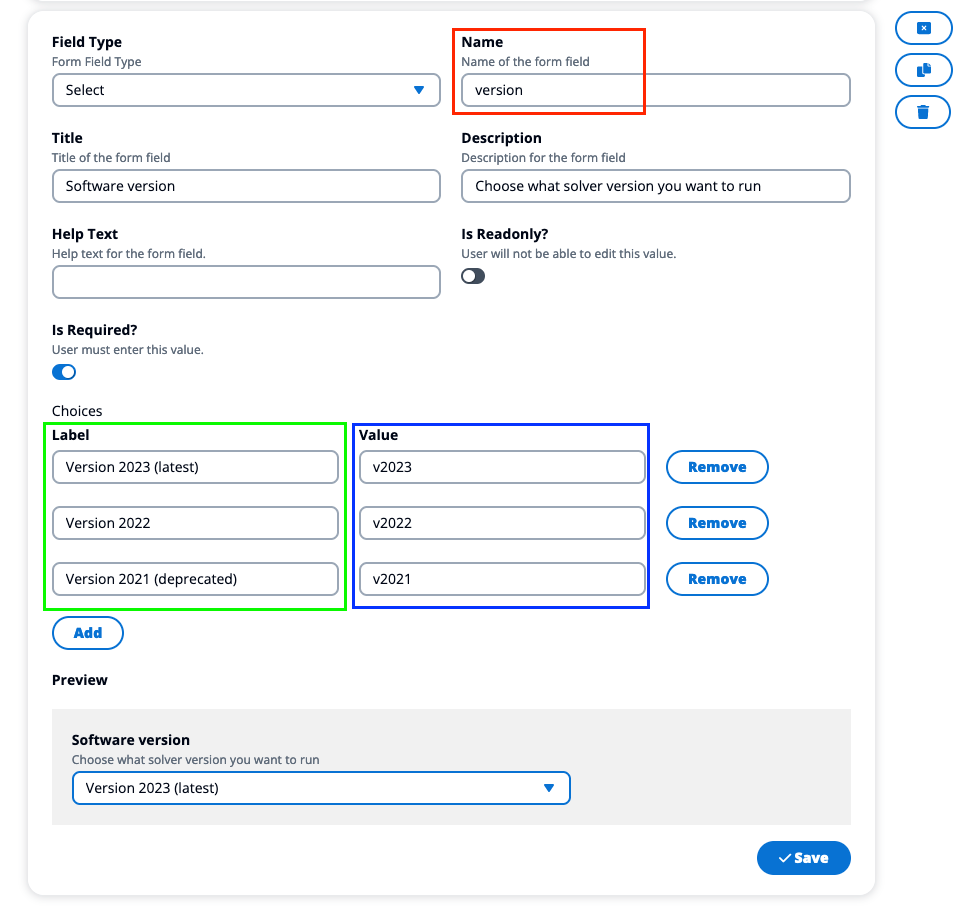 Field Type
Form Field Type
Select
Name
Name of the form field
version
Title
Title of the form field
Software version
Description
Description for the form field
Choose what solver version you want to run
Help Text
Help text for the form field.
Is Readonly?
User will not be able to edit this value.
Is Required?
User must enter this value.
Choices
Label Value
Version 2023 (latest) v2023 Remove
Version 2022 v2022 Remove
Version 2021 (deprecated) v2021 Remove
Add
Preview
Software version
Choose what solver version you want to run
Version 2023 (latest)
Save